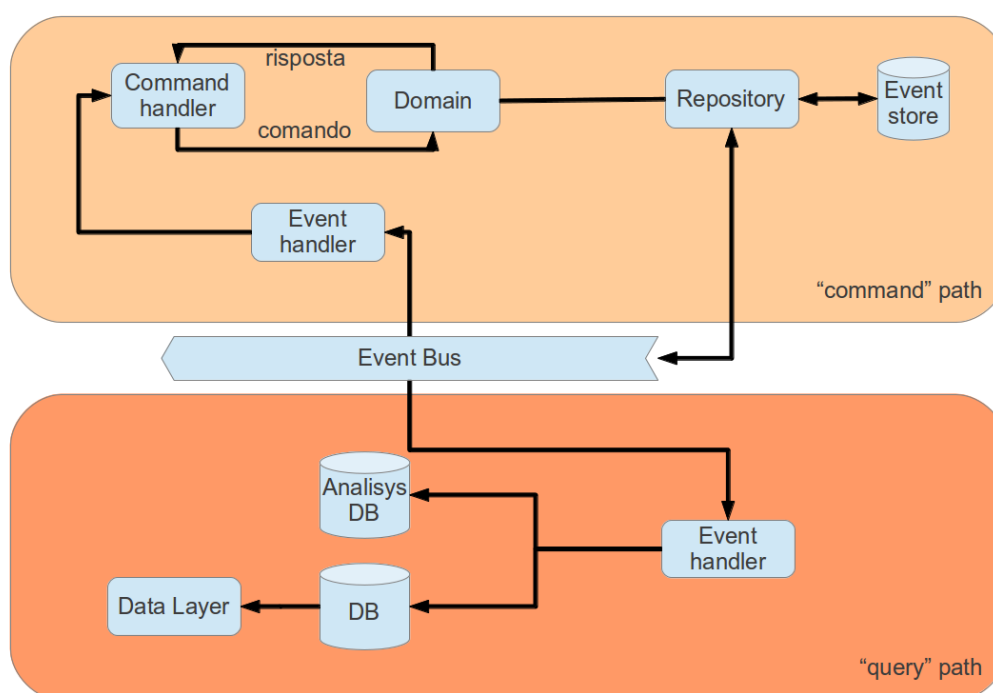 risposta
Command
handler
Domain
Repository
Event
store
comando
Event
handler
“command” path
Event Bus
Analisys
DB
Event
handler
Data Layer
DB
“query” path